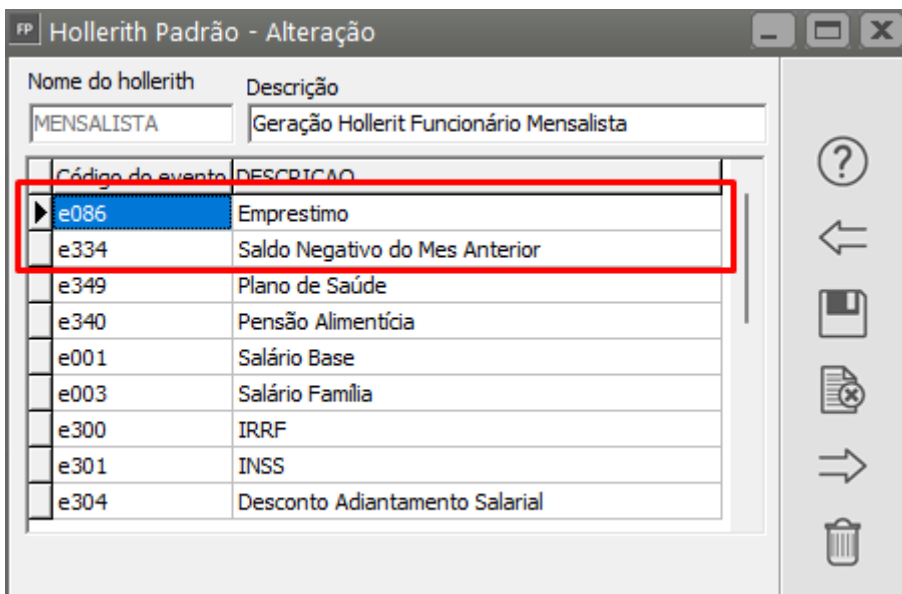 FP Hollerith Padrão - Alteração
Nome do hollerith Descrição
MENSALISTA Geração Hollerit Funcionário Mensalista
Código do evento DESCRICAO
e086 Emprestimo
e334 Saldo Negativo do Mes Anterior
e349 Plano de Saúde
e340 Pensão Alimentícia
e001 Salário Base
e003 Salário Família
e300 IRRF
e301 INSS
e304 Desconto Adiantamento Salarial